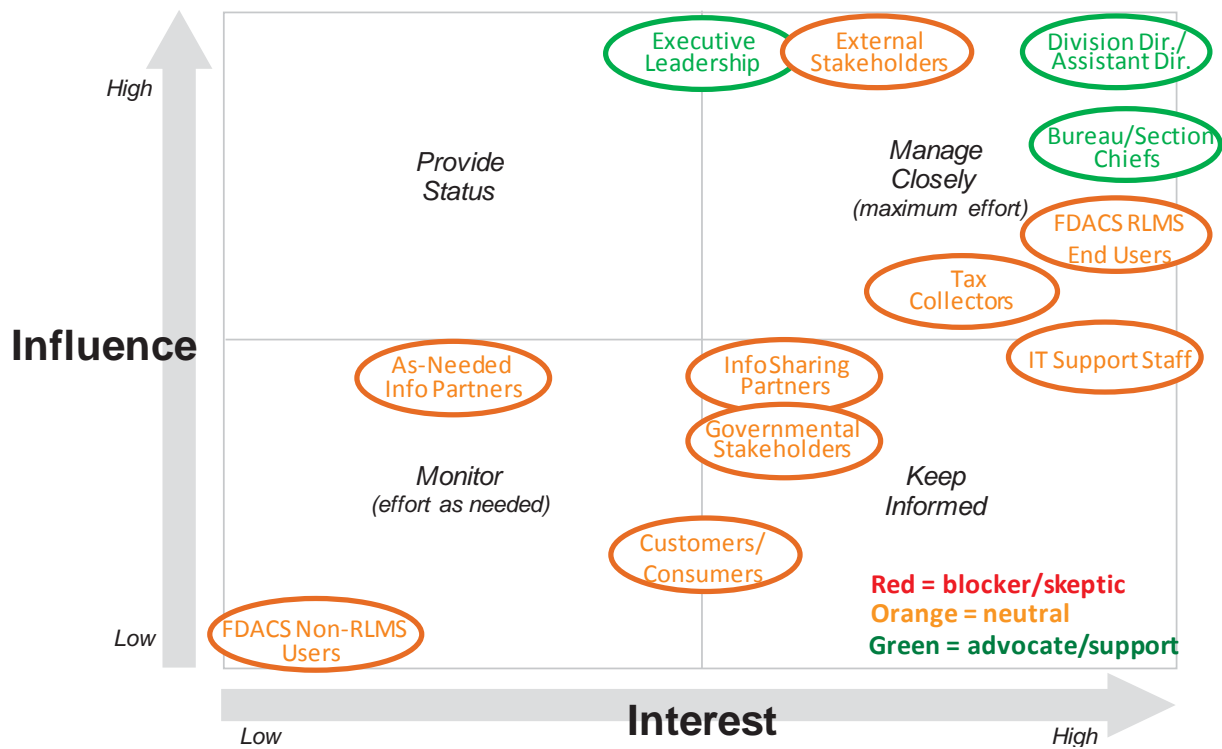 Executive
Leadership
External
Stakeholders
Division Dir./
Assistant Dir.
High
Bureau/Section
Chiefs
Provide
Status
Manage
Closely
(maximum effort)
FDACS RLMS
End Users
Tax
Collectors
Influence
As-Needed
Info Partners
Info Sharing
Partners
IT Support Staff
Governmental
Stakeholders
Monitor
(effort as needed)
Keep
Informed
Customers/
Consumers
Red = blocker/skeptic
Orange = neutral
Green = advocate/support
Low
FDACS Non-RLMS
Users
Low
Interest
High